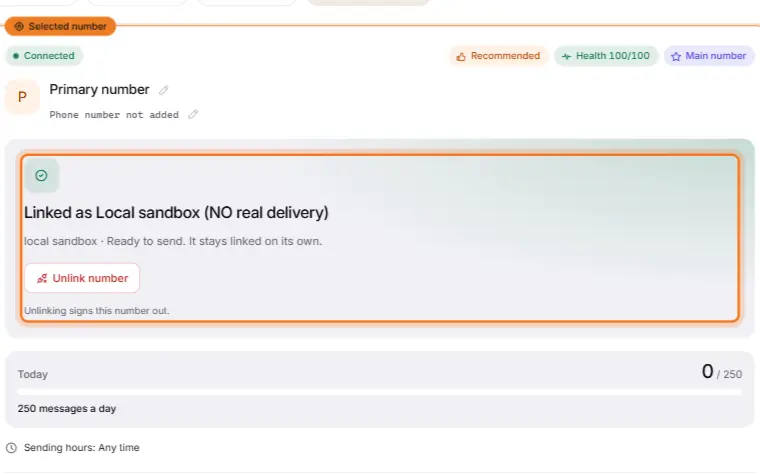 Selected number
Connected
Recommended
Health 100/100
Main number
P
Primary number
Phone number not added
Linked as Local sandbox (NO real delivery)
local sandbox · Ready to send. It stays linked on its own.
Unlink number
Unlinking signs this number out.
Today
0 / 250
250 messages a day
Sending hours: Any time